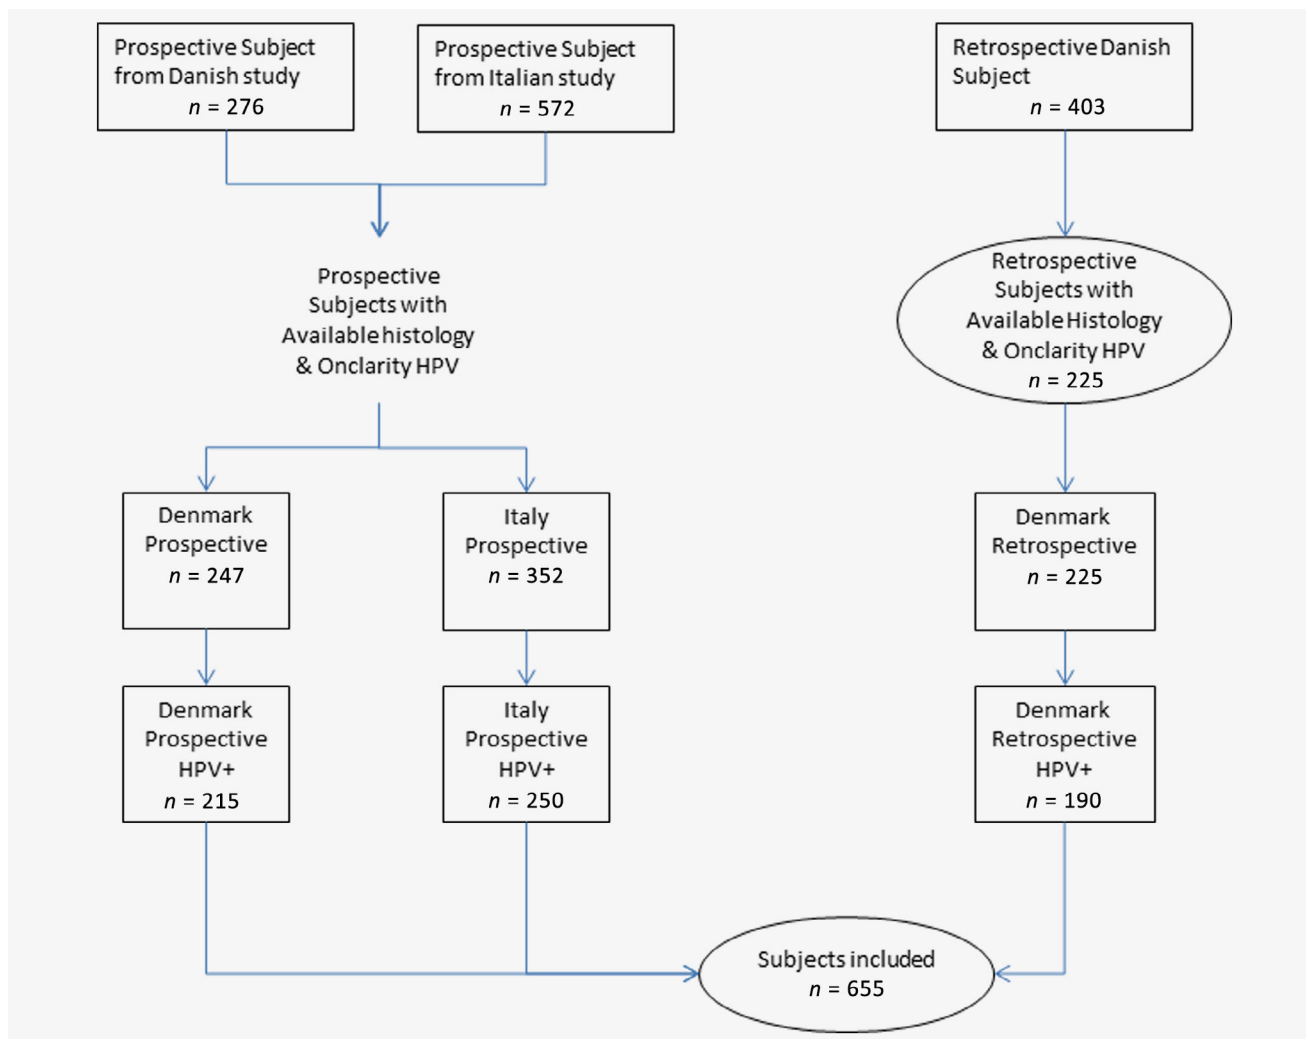 Prospective Subject
from Danish study
n = 276
Prospective Subject
from Italian study
n = 572
Retrospective Danish
Subject
n = 403
Prospective
Subjects with
Available histology
& Onclarity HPV
Retrospective
Subjects with
Available Histology
& Onclarity HPV
n = 225
Denmark
Prospective
n = 247
Italy
Prospective
n = 352
Denmark
Retrospective
n = 225
Denmark
Prospective
HPV+
n = 215
Italy
Prospective
HPV+
n = 250
Denmark
Retrospective
HPV+
n = 190
Subjects included
n = 655